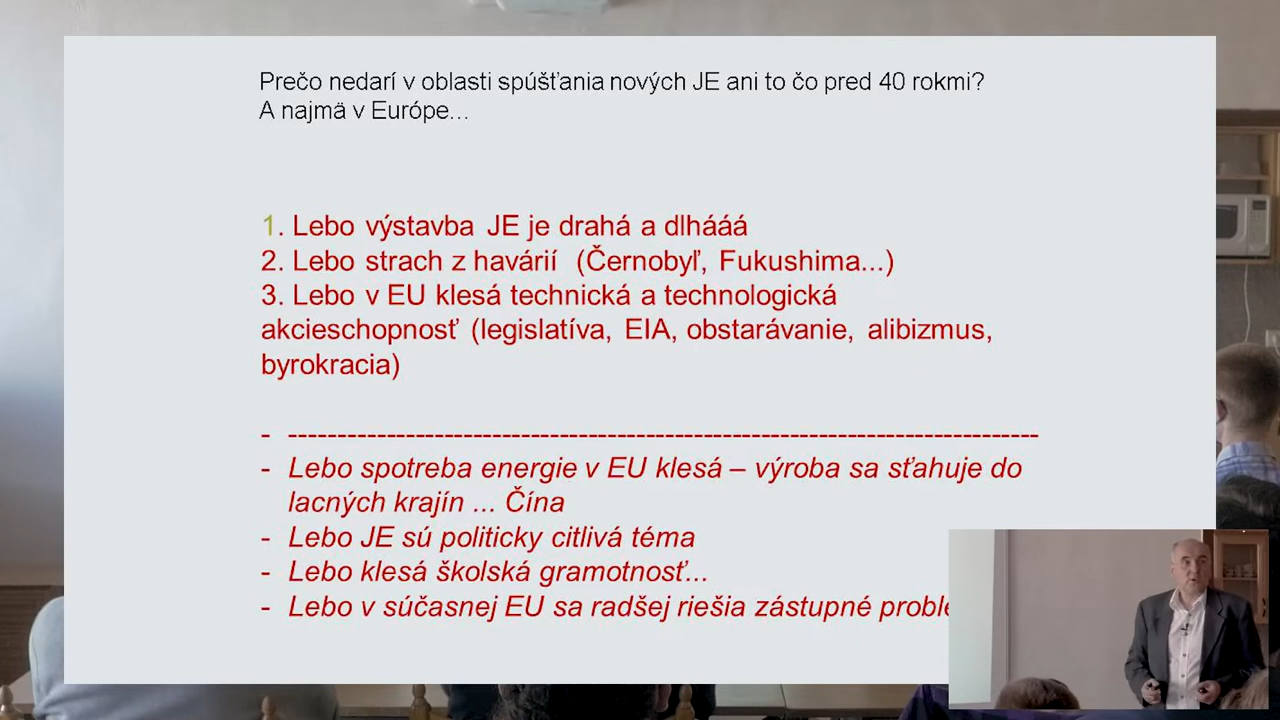 Prečo nedarí v oblasti spúšťania nových JE ani to čo pred 40 rokmi?
A najmä v Európe...
1. Lebo výstavba JE je drahá a dlhááá
2. Lebo strach z havárií (Černobyľ, Fukushima...)
3. Lebo v EU klesá technická a technologická
akcieschopnosť (legislatíva, EIA, obstarávanie, alibizmus,
byrokracia)
- ----------------------------------------------------------------------------
- Lebo spotreba energie v EU klesá – výroba sa sťahuje do
lacných krajín ... Čína
- Lebo JE sú politicky citlivá téma
- Lebo klesá školská gramotnosť...
- Lebo v súčasnej EU sa radšej riešia zástupné